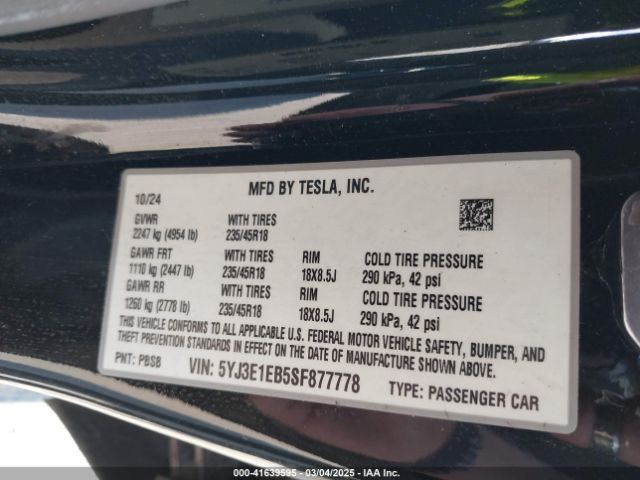 MFD BY TESLA, INC.
10/24
GVWR WITH TIRES
2247 kg (4954 lb) 235/45R18
GAWR FRT WITH TIRES RIM COLD TIRE PRESSURE
1110 kg (2447 lb) 235/45R18 18X8.5J 290 kPa, 42 psi
GAWR RR WITH TIRES RIM COLD TIRE PRESSURE
1260 kg (2778 lb) 235/45R18 18X8.5J 290 kPa, 42 psi
THIS VEHICLE CONFORMS TO ALL APPLICABLE U.S. FEDERAL MOTOR VEHICLE SAFETY, BUMPER, AND
THEFT PREVENTION STANDARDS IN EFFECT ON THE DATE OF MANUFACTURE SHOWN ABOVE.
PNT: PBSB VIN: 5YJ3E1EB5SF877778 TYPE: PASSENGER CAR
000-41639595 - 03/04/2025 - IAA Inc.